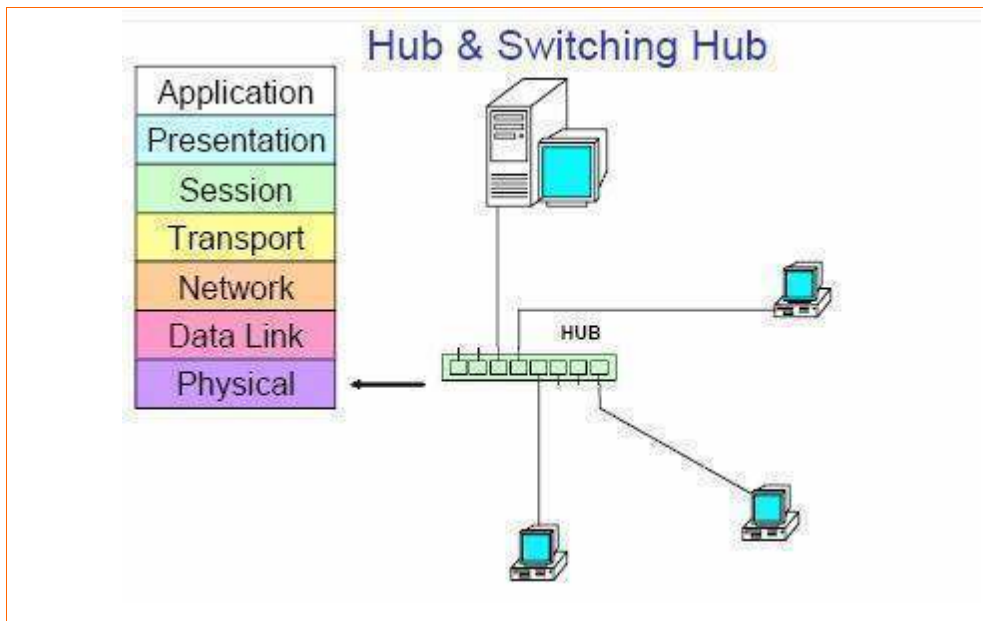 Hub & Switching Hub
Application
Presentation
Session
Transport
Network
Data Link
Physical
HUB